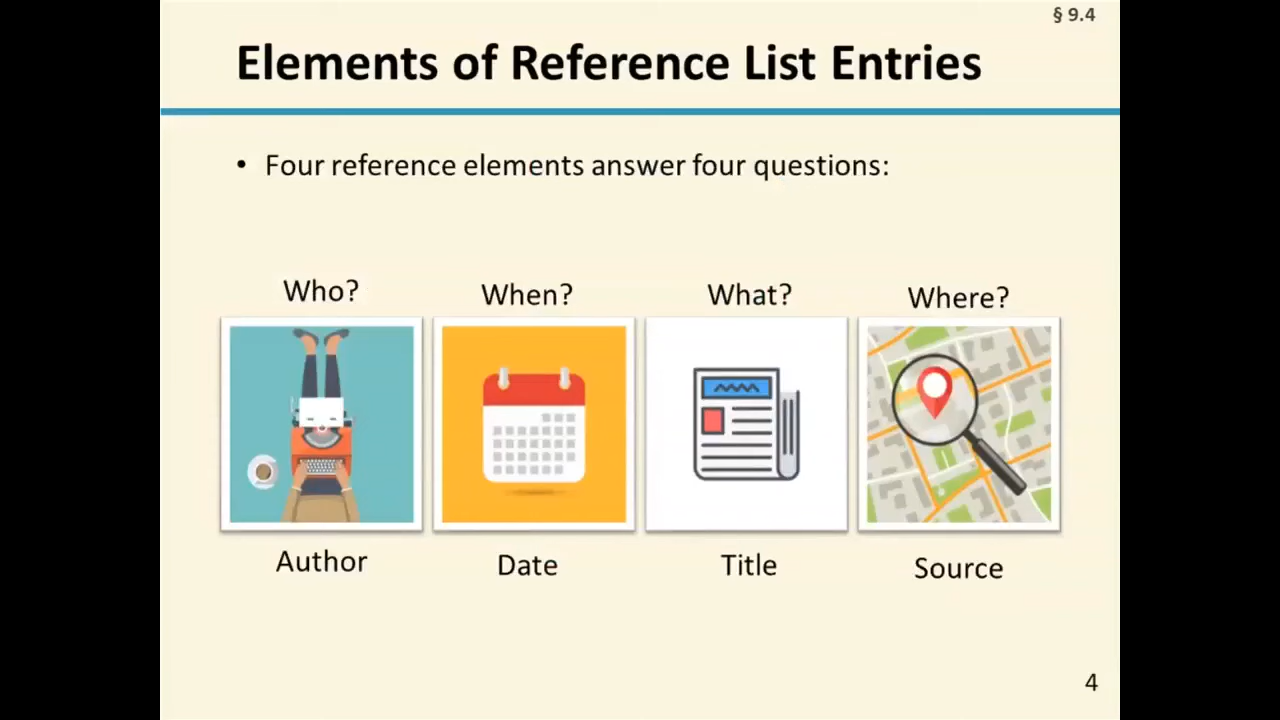 § 9.4
Elements of Reference List Entries
• Four reference elements answer four questions:
Who? When? What? Where?
Author Date Title Source
4